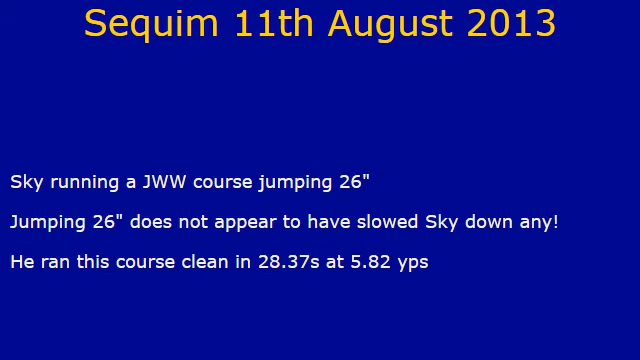 Sequim 11th August 2013
Sky running a JWW course jumping 26"
Jumping 26" does not appear to have slowed Sky down any!
He ran this course clean in 28.37s at 5.82 yps